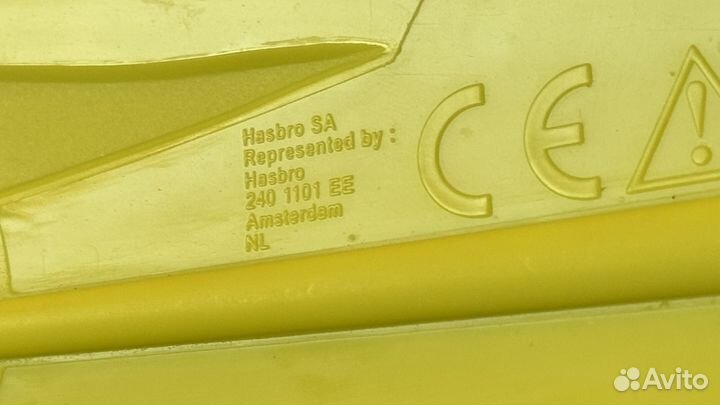 Hasbro SA
Represented by :
Hasbro
240 1101 EE
Amsterdam
NL
CE
!
Avito